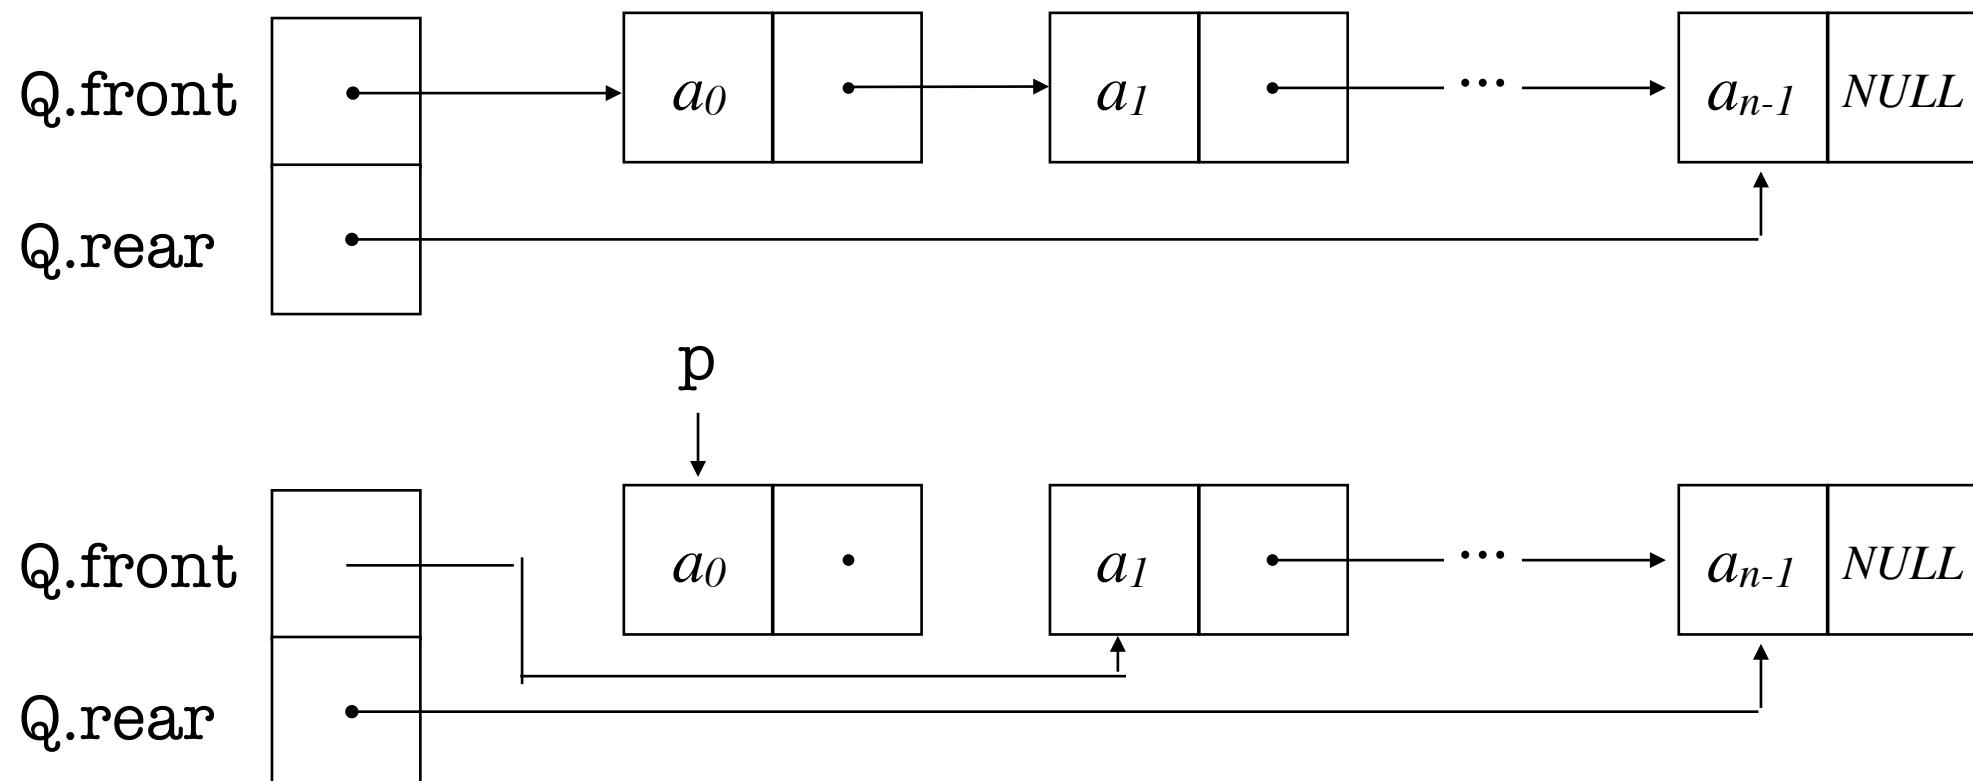 Q.front a0 a1 ... an-1 NULL
Q.rear
p
Q.front a0 a1 ... an-1 NULL
Q.rear